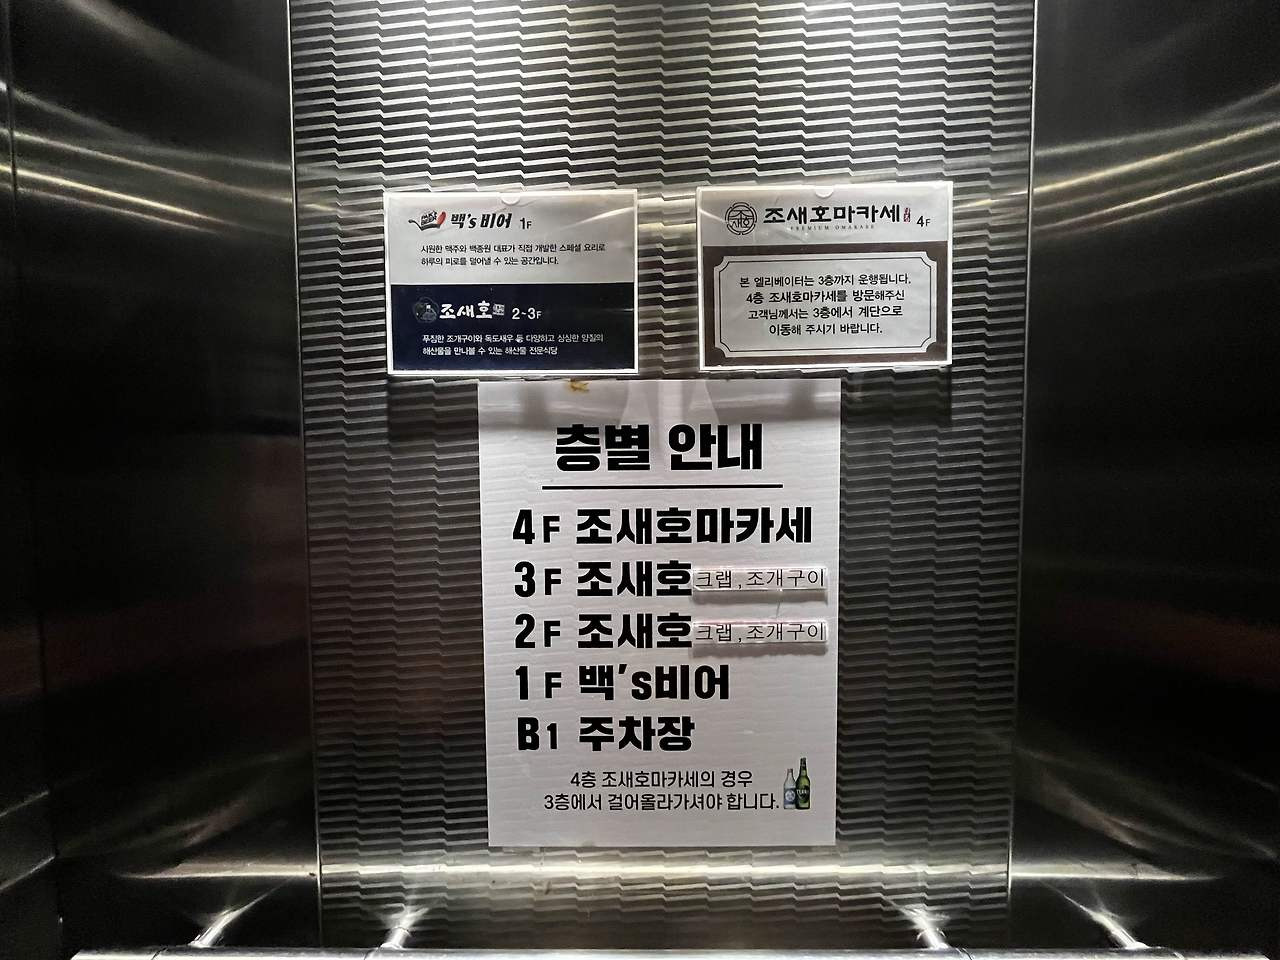 백's비어 1F
시원한 맥주와 백종원 대표가 직접 개발한 스페셜 요리로
하루의 피로를 덜어낼 수 있는 공간입니다.
조새호 2~3F
푸짐한 조개구이와 독도새우 등 다양하고 싱싱한 양질의
해산물을 만나볼 수 있는 해산물 전문식당
조새호
조새호마카세 4F
PREMIUM OMAKASE
본 엘리베이터는 3층까지 운행됩니다.
4층 조새호마카세를 방문해주신
고객님께서는 3층에서 계단으로
이동해 주시기 바랍니다.
층별 안내
4F 조새호마카세
3F 조새호 크랩,조개구이
2F 조새호 크랩,조개구이
1F 백's비어
B1 주차장
4층 조새호마카세의 경우
3층에서 걸어올라가셔야 합니다.